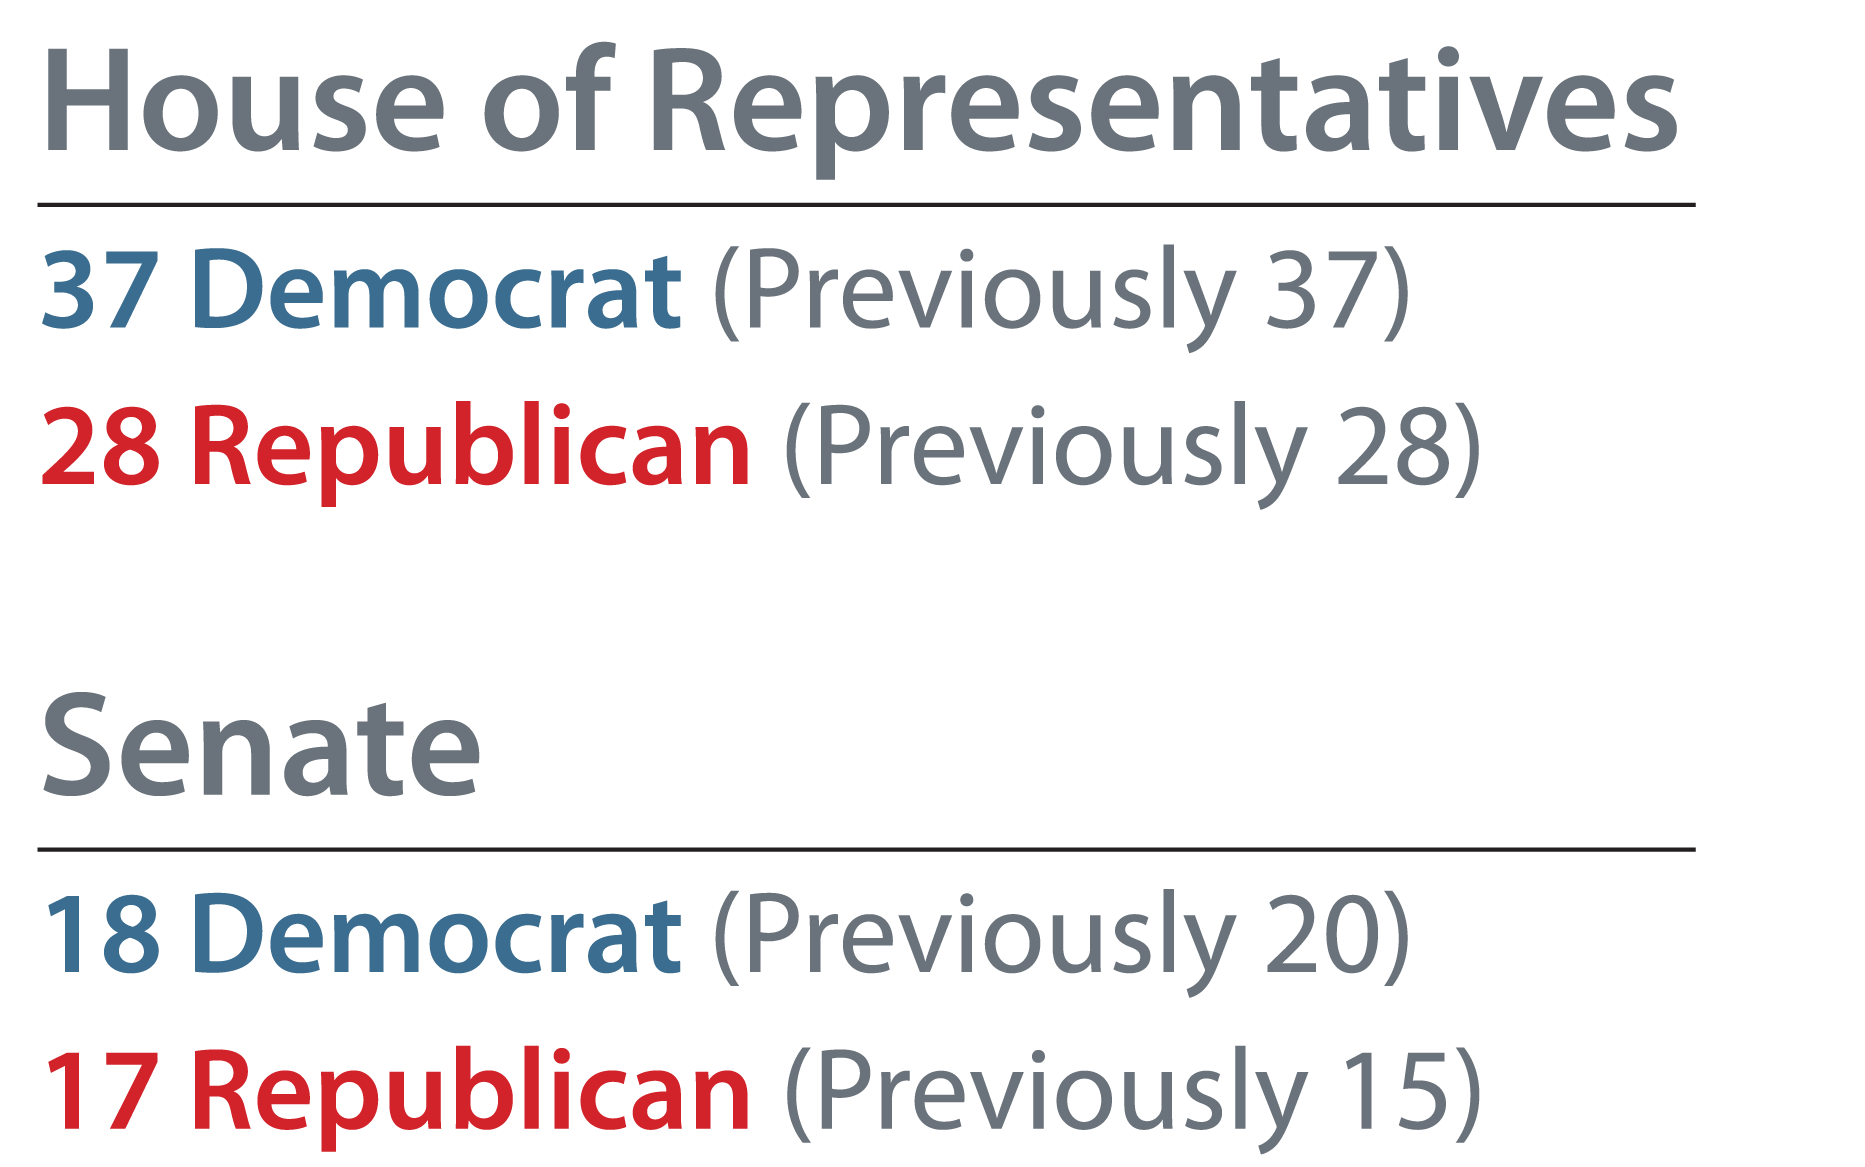 House of Representatives
37 Democrat (Previously 37)
28 Republican (Previously 28)
Senate
18 Democrat (Previously 20)
17 Republican (Previously 15)